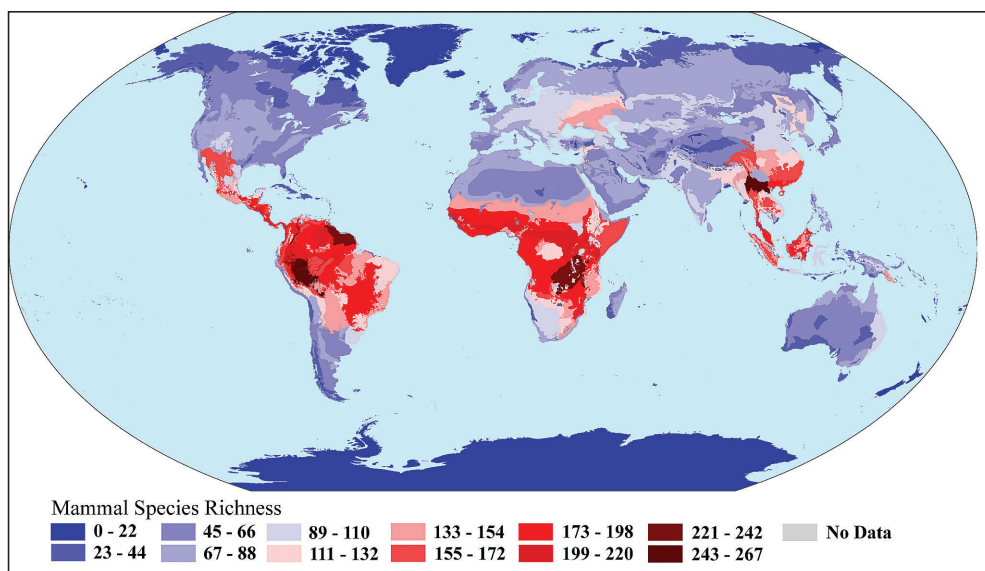 Mammal Species Richness
0 - 22 45 - 66 89 - 110 133 - 154 173 - 198 221 - 242 No Data
23 - 44 67 - 88 111 - 132 155 - 172 199 - 220 243 - 267